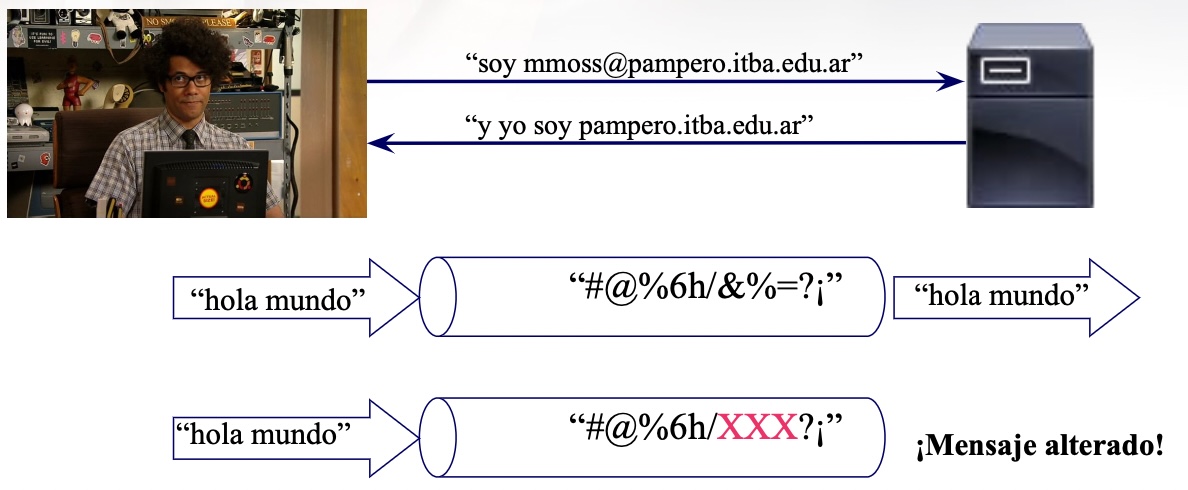 NO SMOKING PLEASE
“soy mmoss@pampero.itba.edu.ar”
“y yo soy pampero.itba.edu.ar”
“hola mundo”
“#@%6h/&%=?¡”
“hola mundo”
“hola mundo”
“#@%6h/XXX?¡”
¡Mensaje alterado!